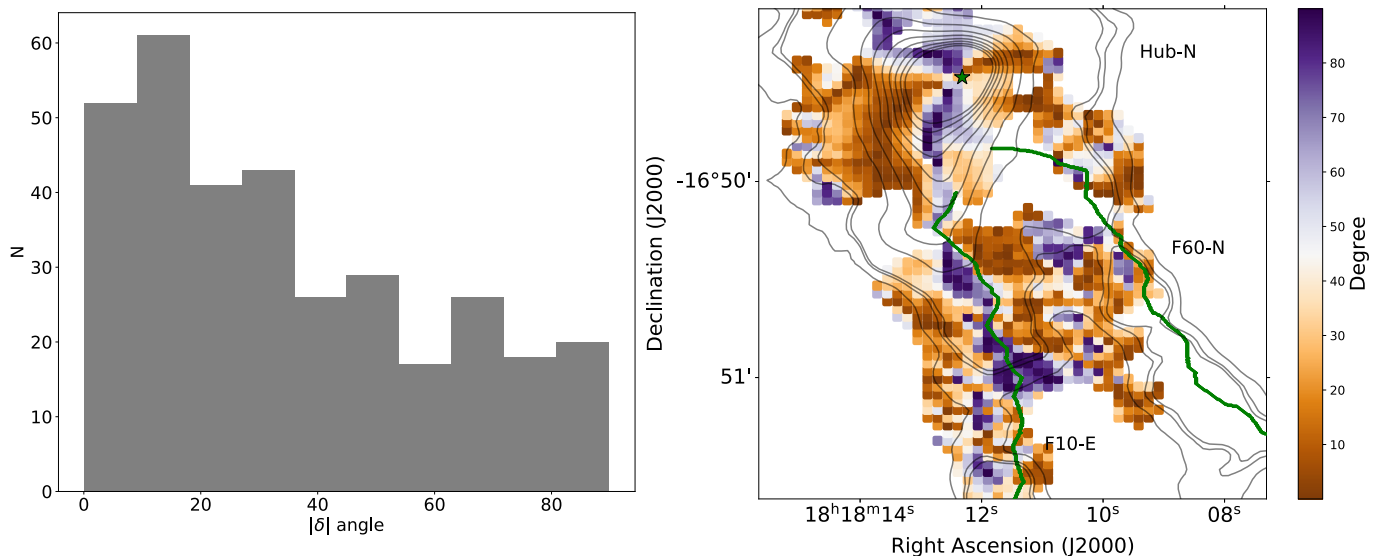 60
50
40
30
20
10
0
N
0
20
40
60
80
|δ| angle
Declination (J2000)
-16°50'
51'
Hub-N
F60-N
F10-E
18ʰ18ᵐ14ˢ
12ˢ
10ˢ
08ˢ
Right Ascension (J2000)
80
70
60
50
40
30
20
10
Degree